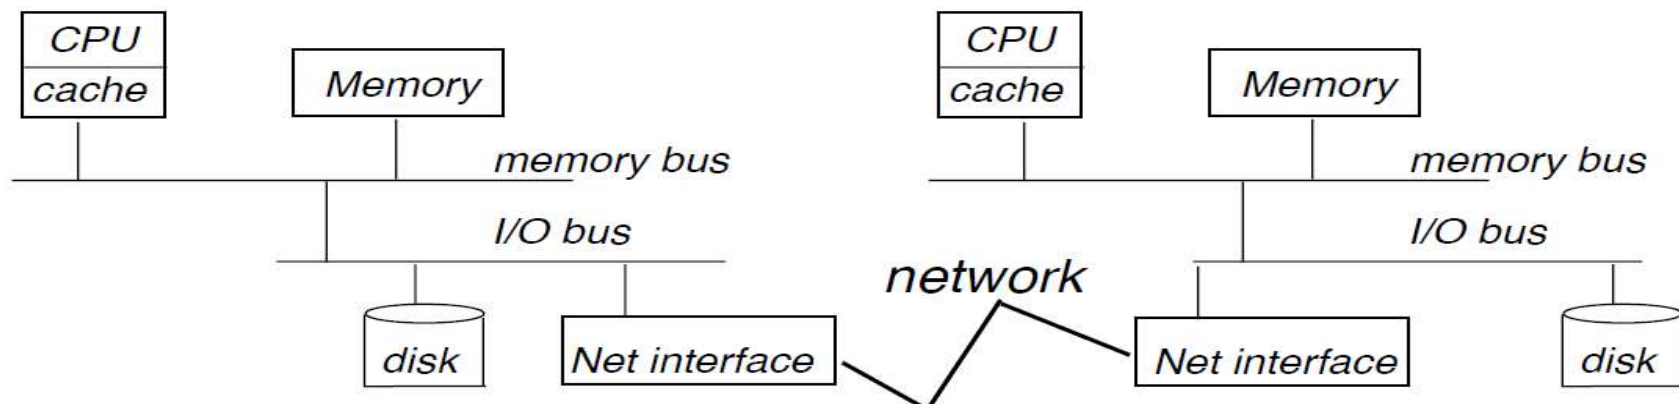 CPU
cache
Memory
memory bus
I/O bus
disk
Net interface
network
CPU
cache
Memory
memory bus
I/O bus
Net interface
disk